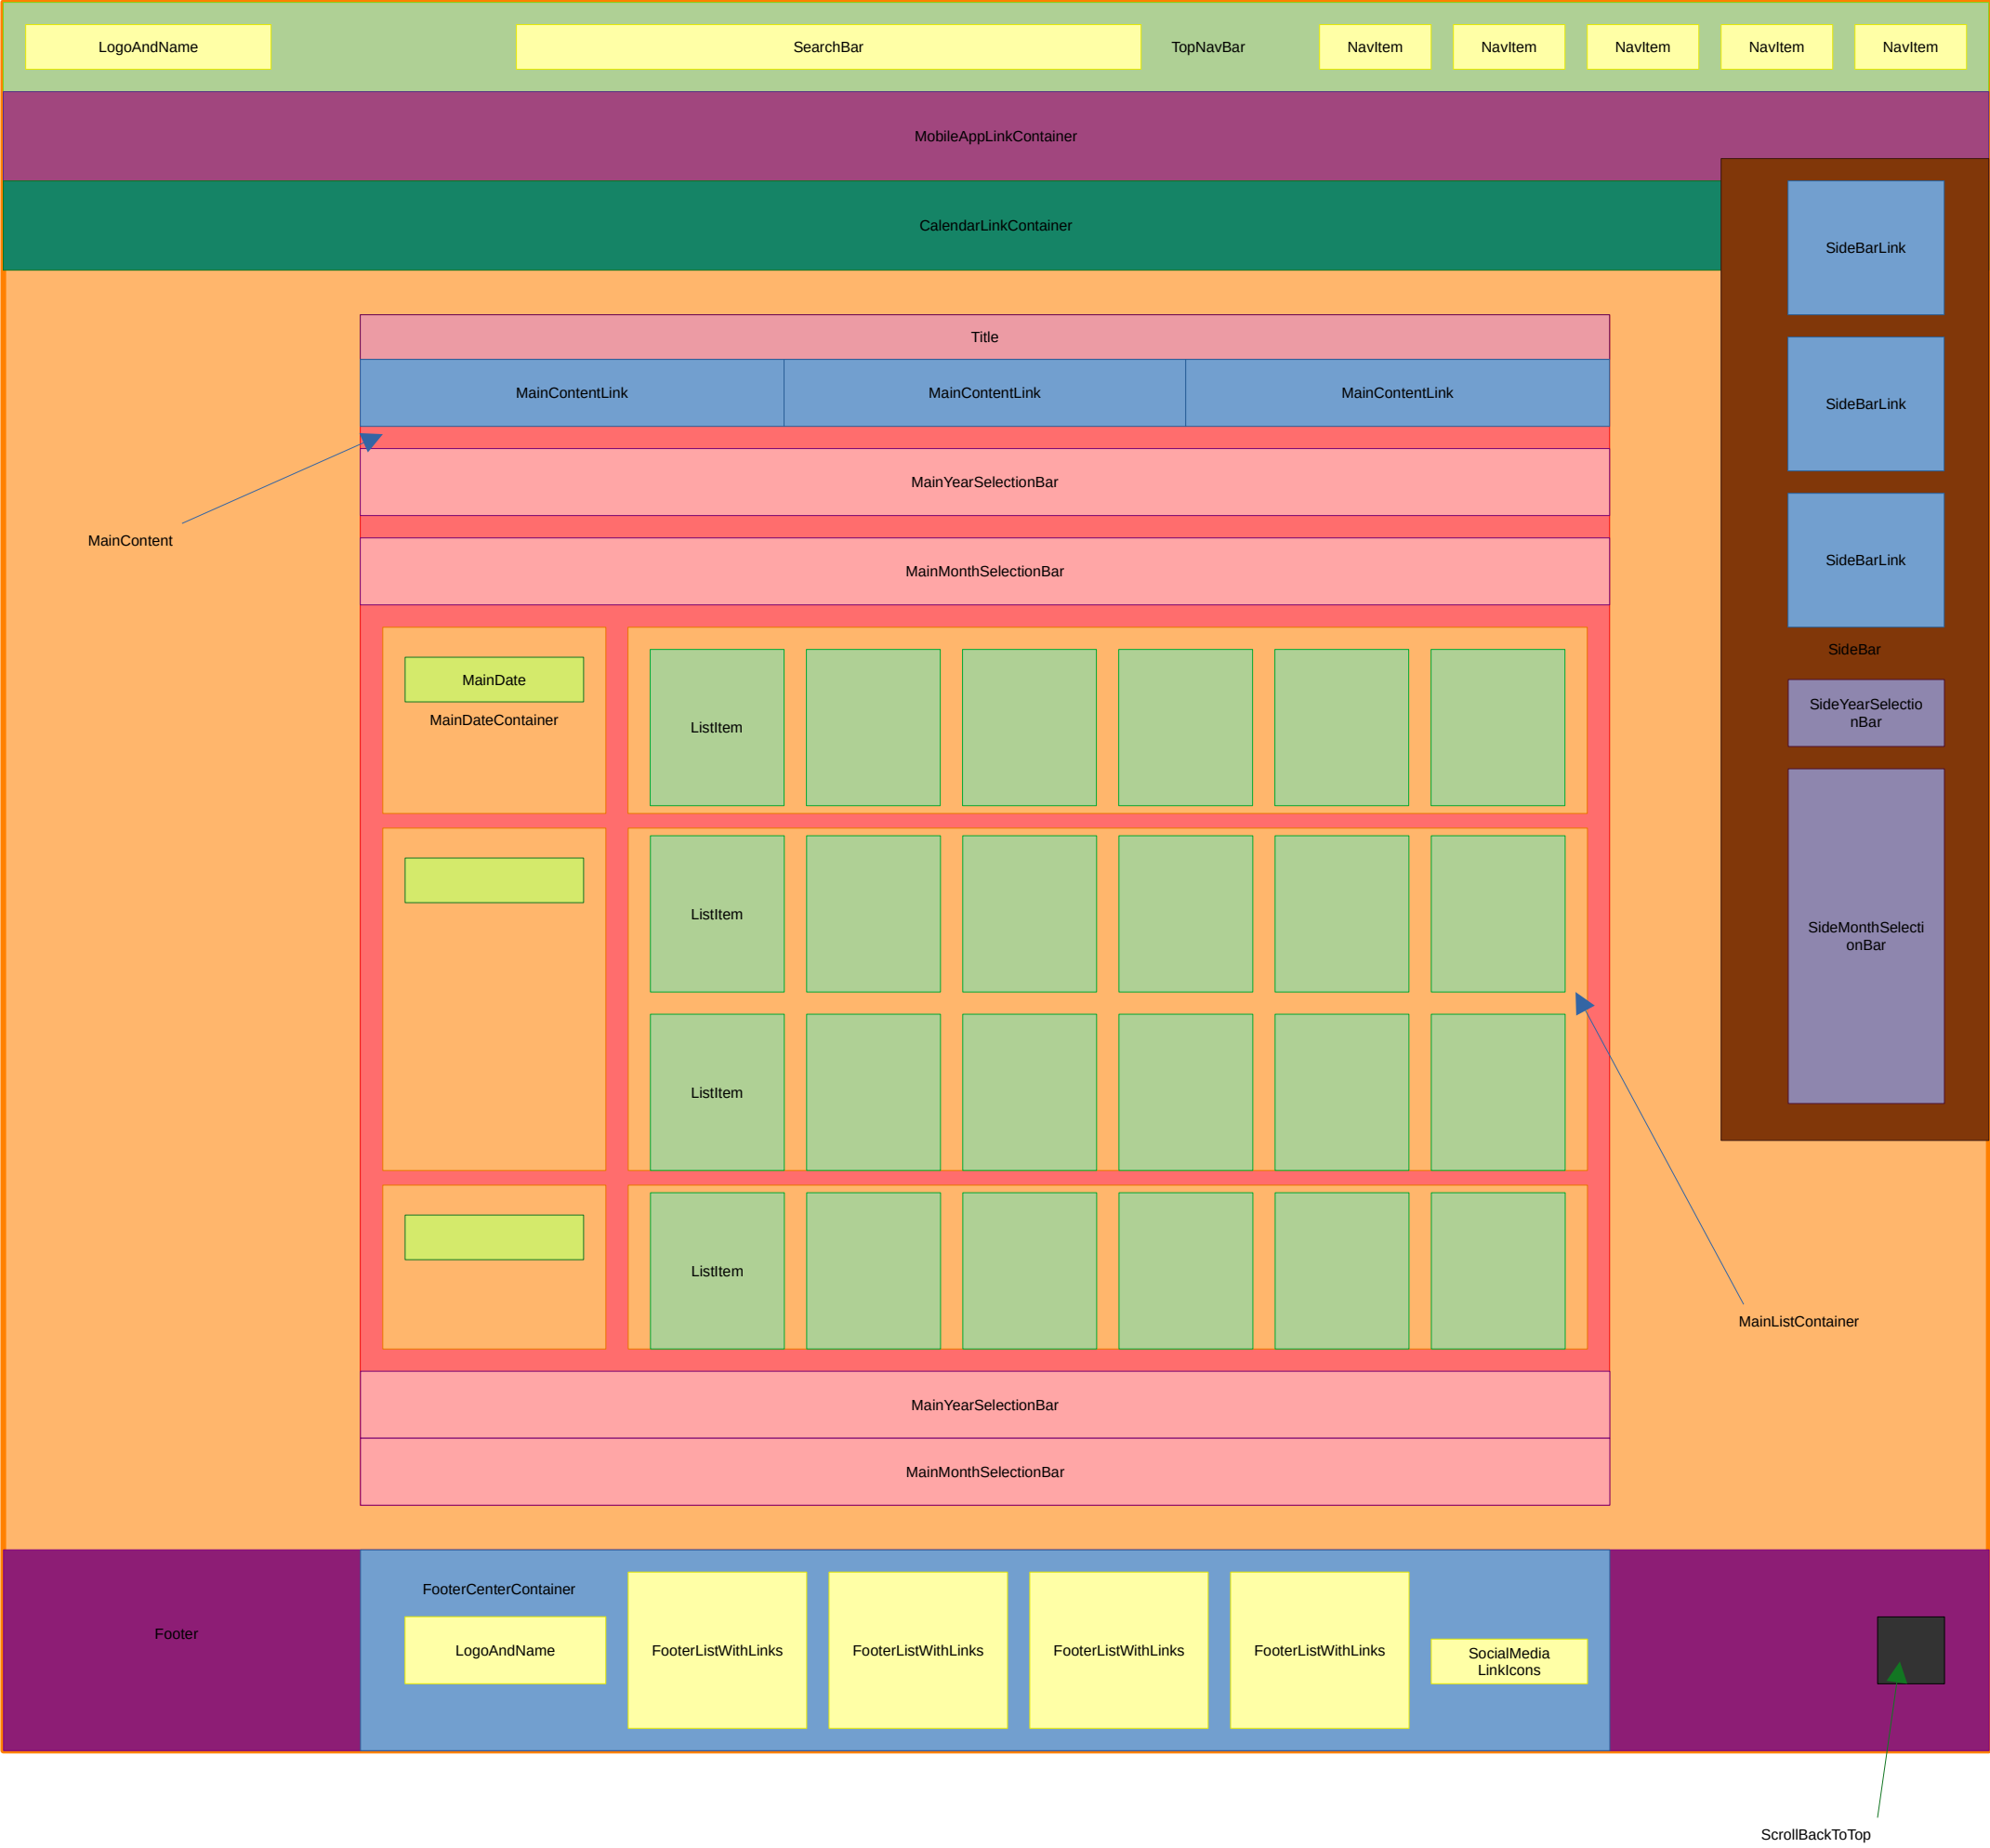 LogoAndName
SearchBar
TopNavBar
NavItem
NavItem
NavItem
NavItem
NavItem
MobileAppLinkContainer
CalendarLinkContainer
SideBarLink
Title
MainContentLink
MainContentLink
MainContentLink
SideBarLink
MainYearSelectionBar
MainContent
MainMonthSelectionBar
SideBarLink
SideBar
MainDate
MainDateContainer
ListItem
SideYearSelectio
nBar
ListItem
SideMonthSelecti
onBar
ListItem
ListItem
MainListContainer
MainYearSelectionBar
MainMonthSelectionBar
Footer
FooterCenterContainer
LogoAndName
FooterListWithLinks
FooterListWithLinks
FooterListWithLinks
FooterListWithLinks
SocialMedia
LinkIcons
ScrollBackToTop